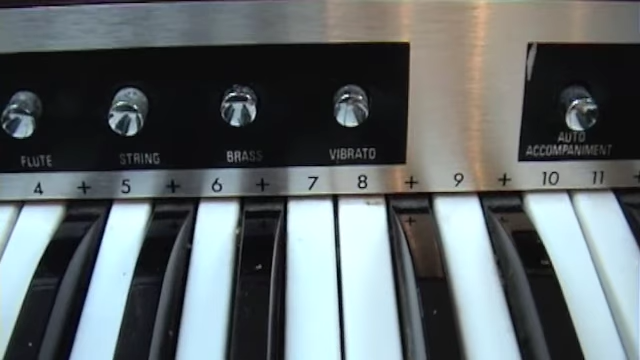 FLUTE STRING BRASS VIBRATO
AUTO
ACCOMPANIMENT
4 + 5 + 6 + 7 8 + 9 + 10 11 +